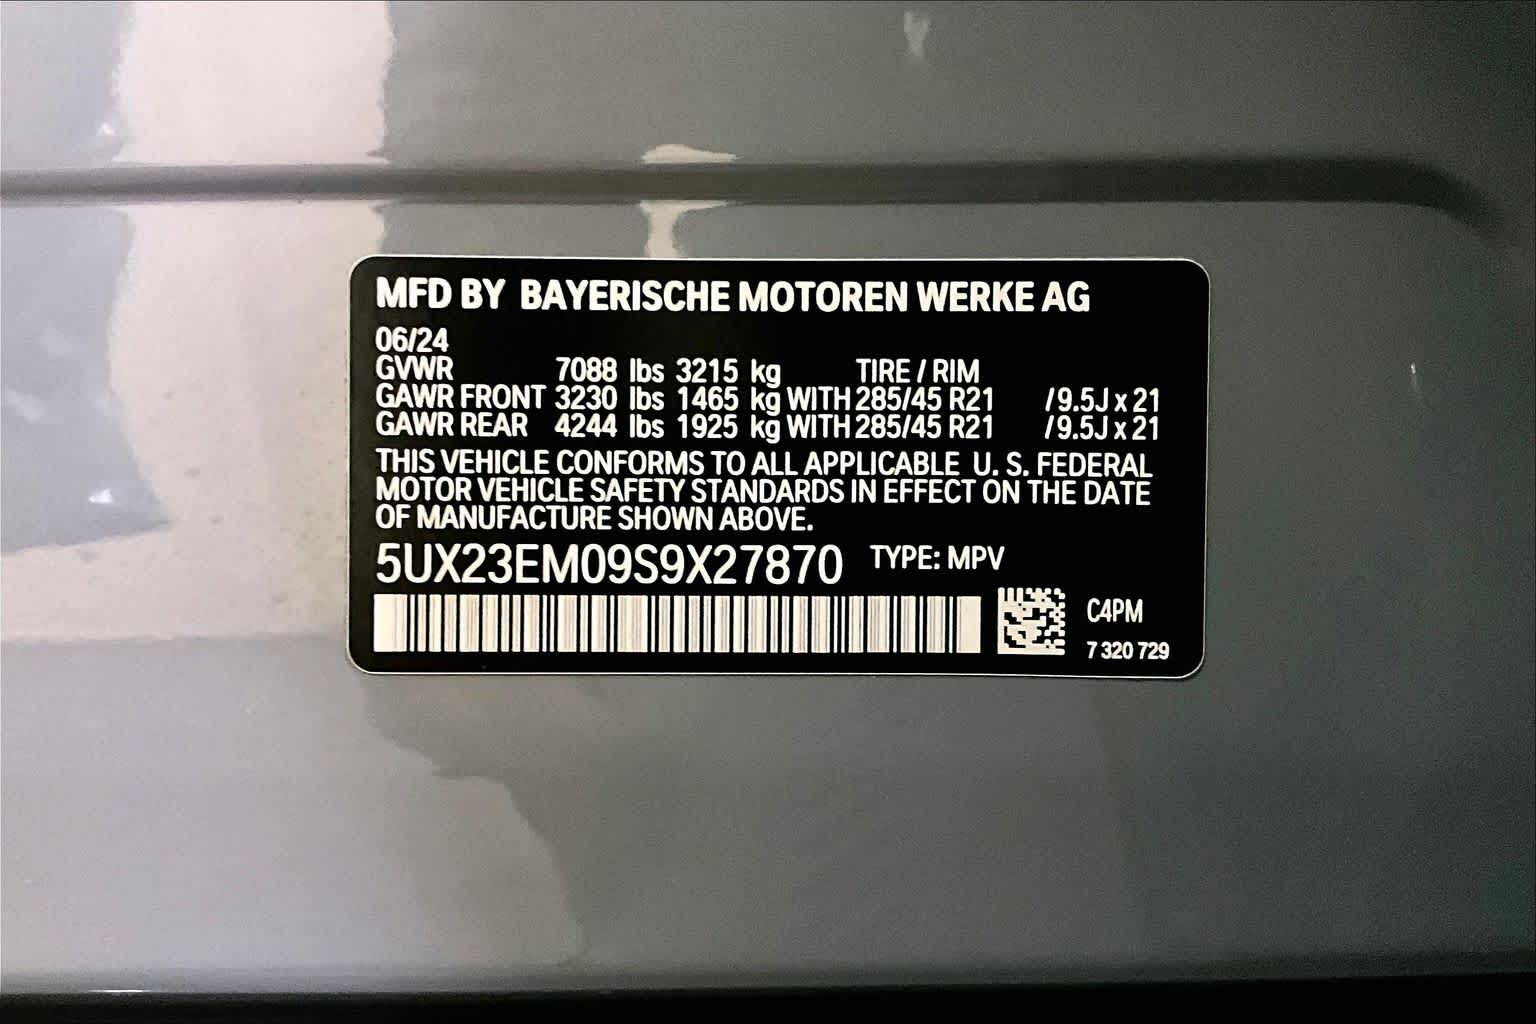 MFD BY BAYERISCHE MOTOREN WERKE AG
06/24
GVWR 7088 lbs 3215 kg TIRE / RIM
GAWR FRONT 3230 lbs 1465 kg WITH 285/45 R21 / 9.5J x 21
GAWR REAR 4244 lbs 1925 kg WITH 285/45 R21 / 9.5J x 21
THIS VEHICLE CONFORMS TO ALL APPLICABLE U. S. FEDERAL
MOTOR VEHICLE SAFETY STANDARDS IN EFFECT ON THE DATE
OF MANUFACTURE SHOWN ABOVE.
5UX23EM09S9X27870 TYPE: MPV
C4PM
7 320 729